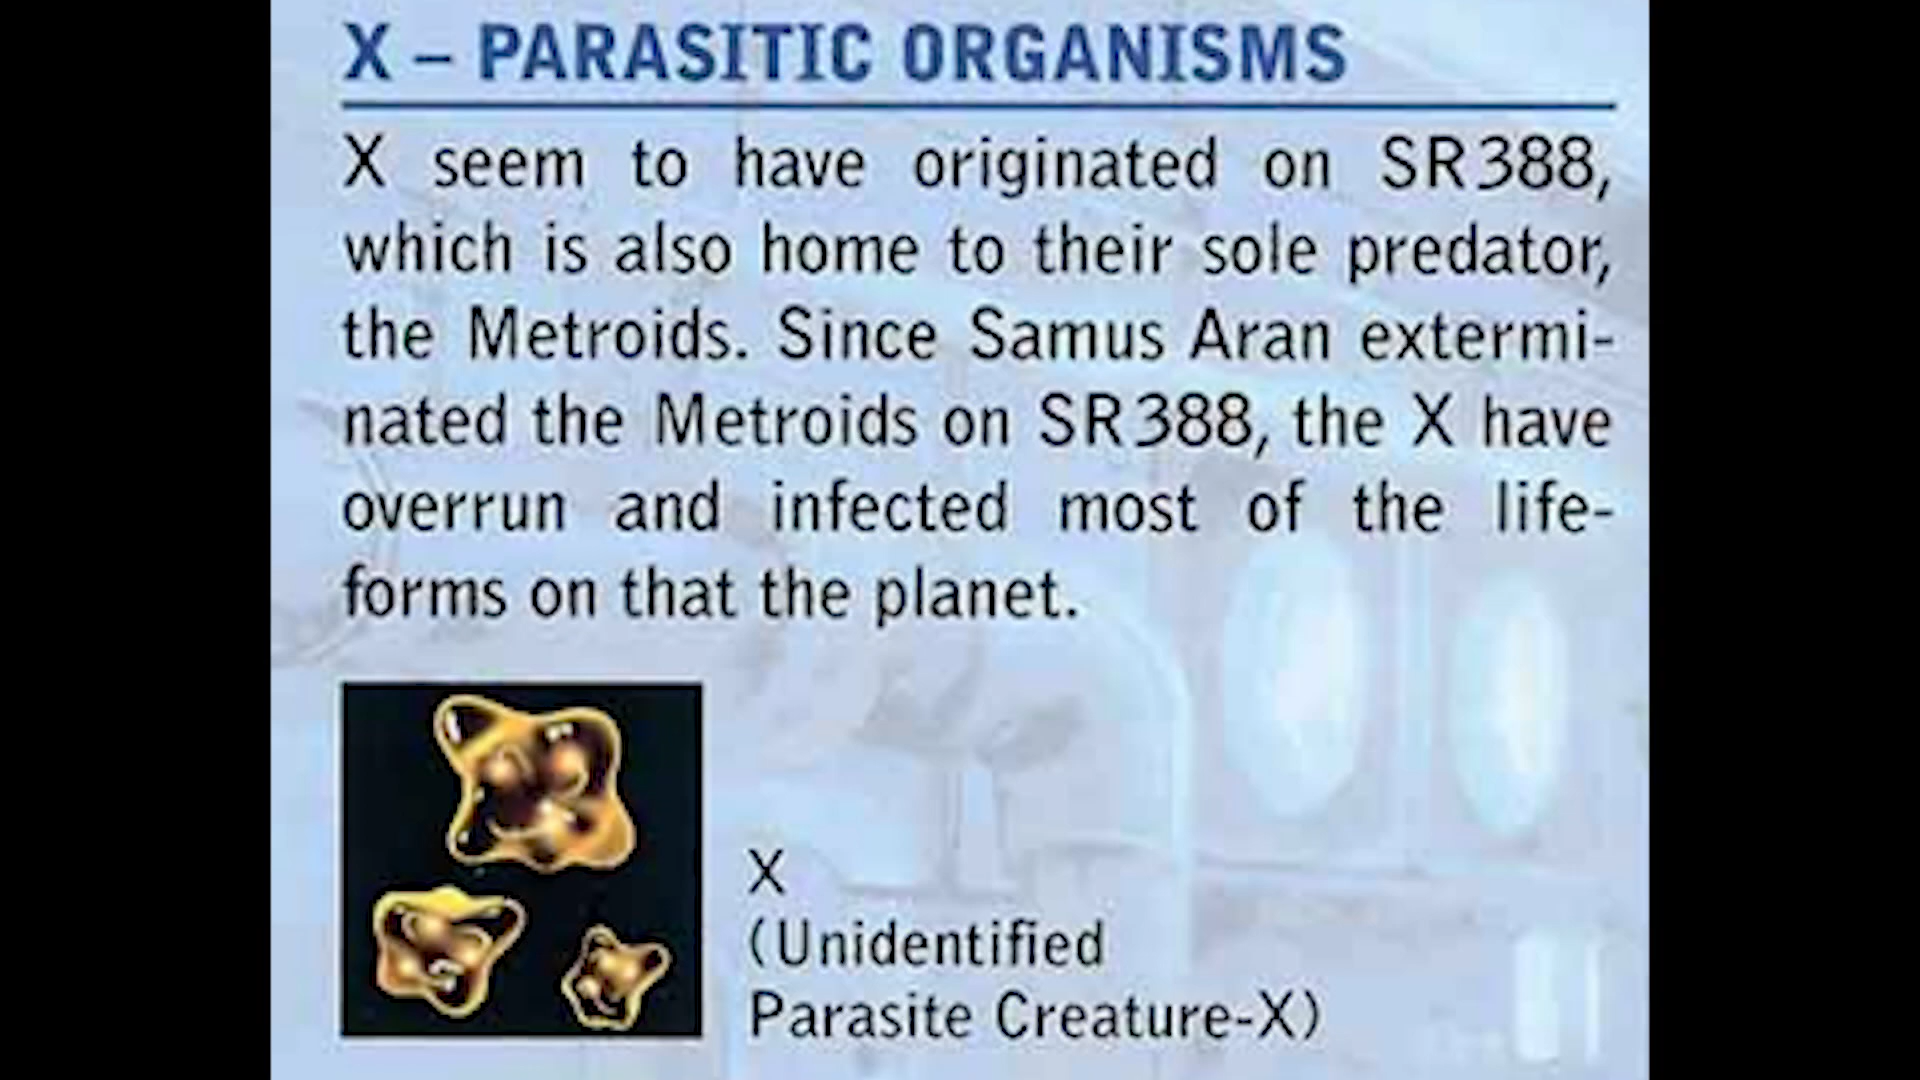 X – PARASITIC ORGANISMS
X seem to have originated on SR388,
which is also home to their sole predator,
the Metroids. Since Samus Aran extermi-
nated the Metroids on SR388, the X have
overrun and infected most of the life-
forms on that the planet.
X
(Unidentified
Parasite Creature-X)